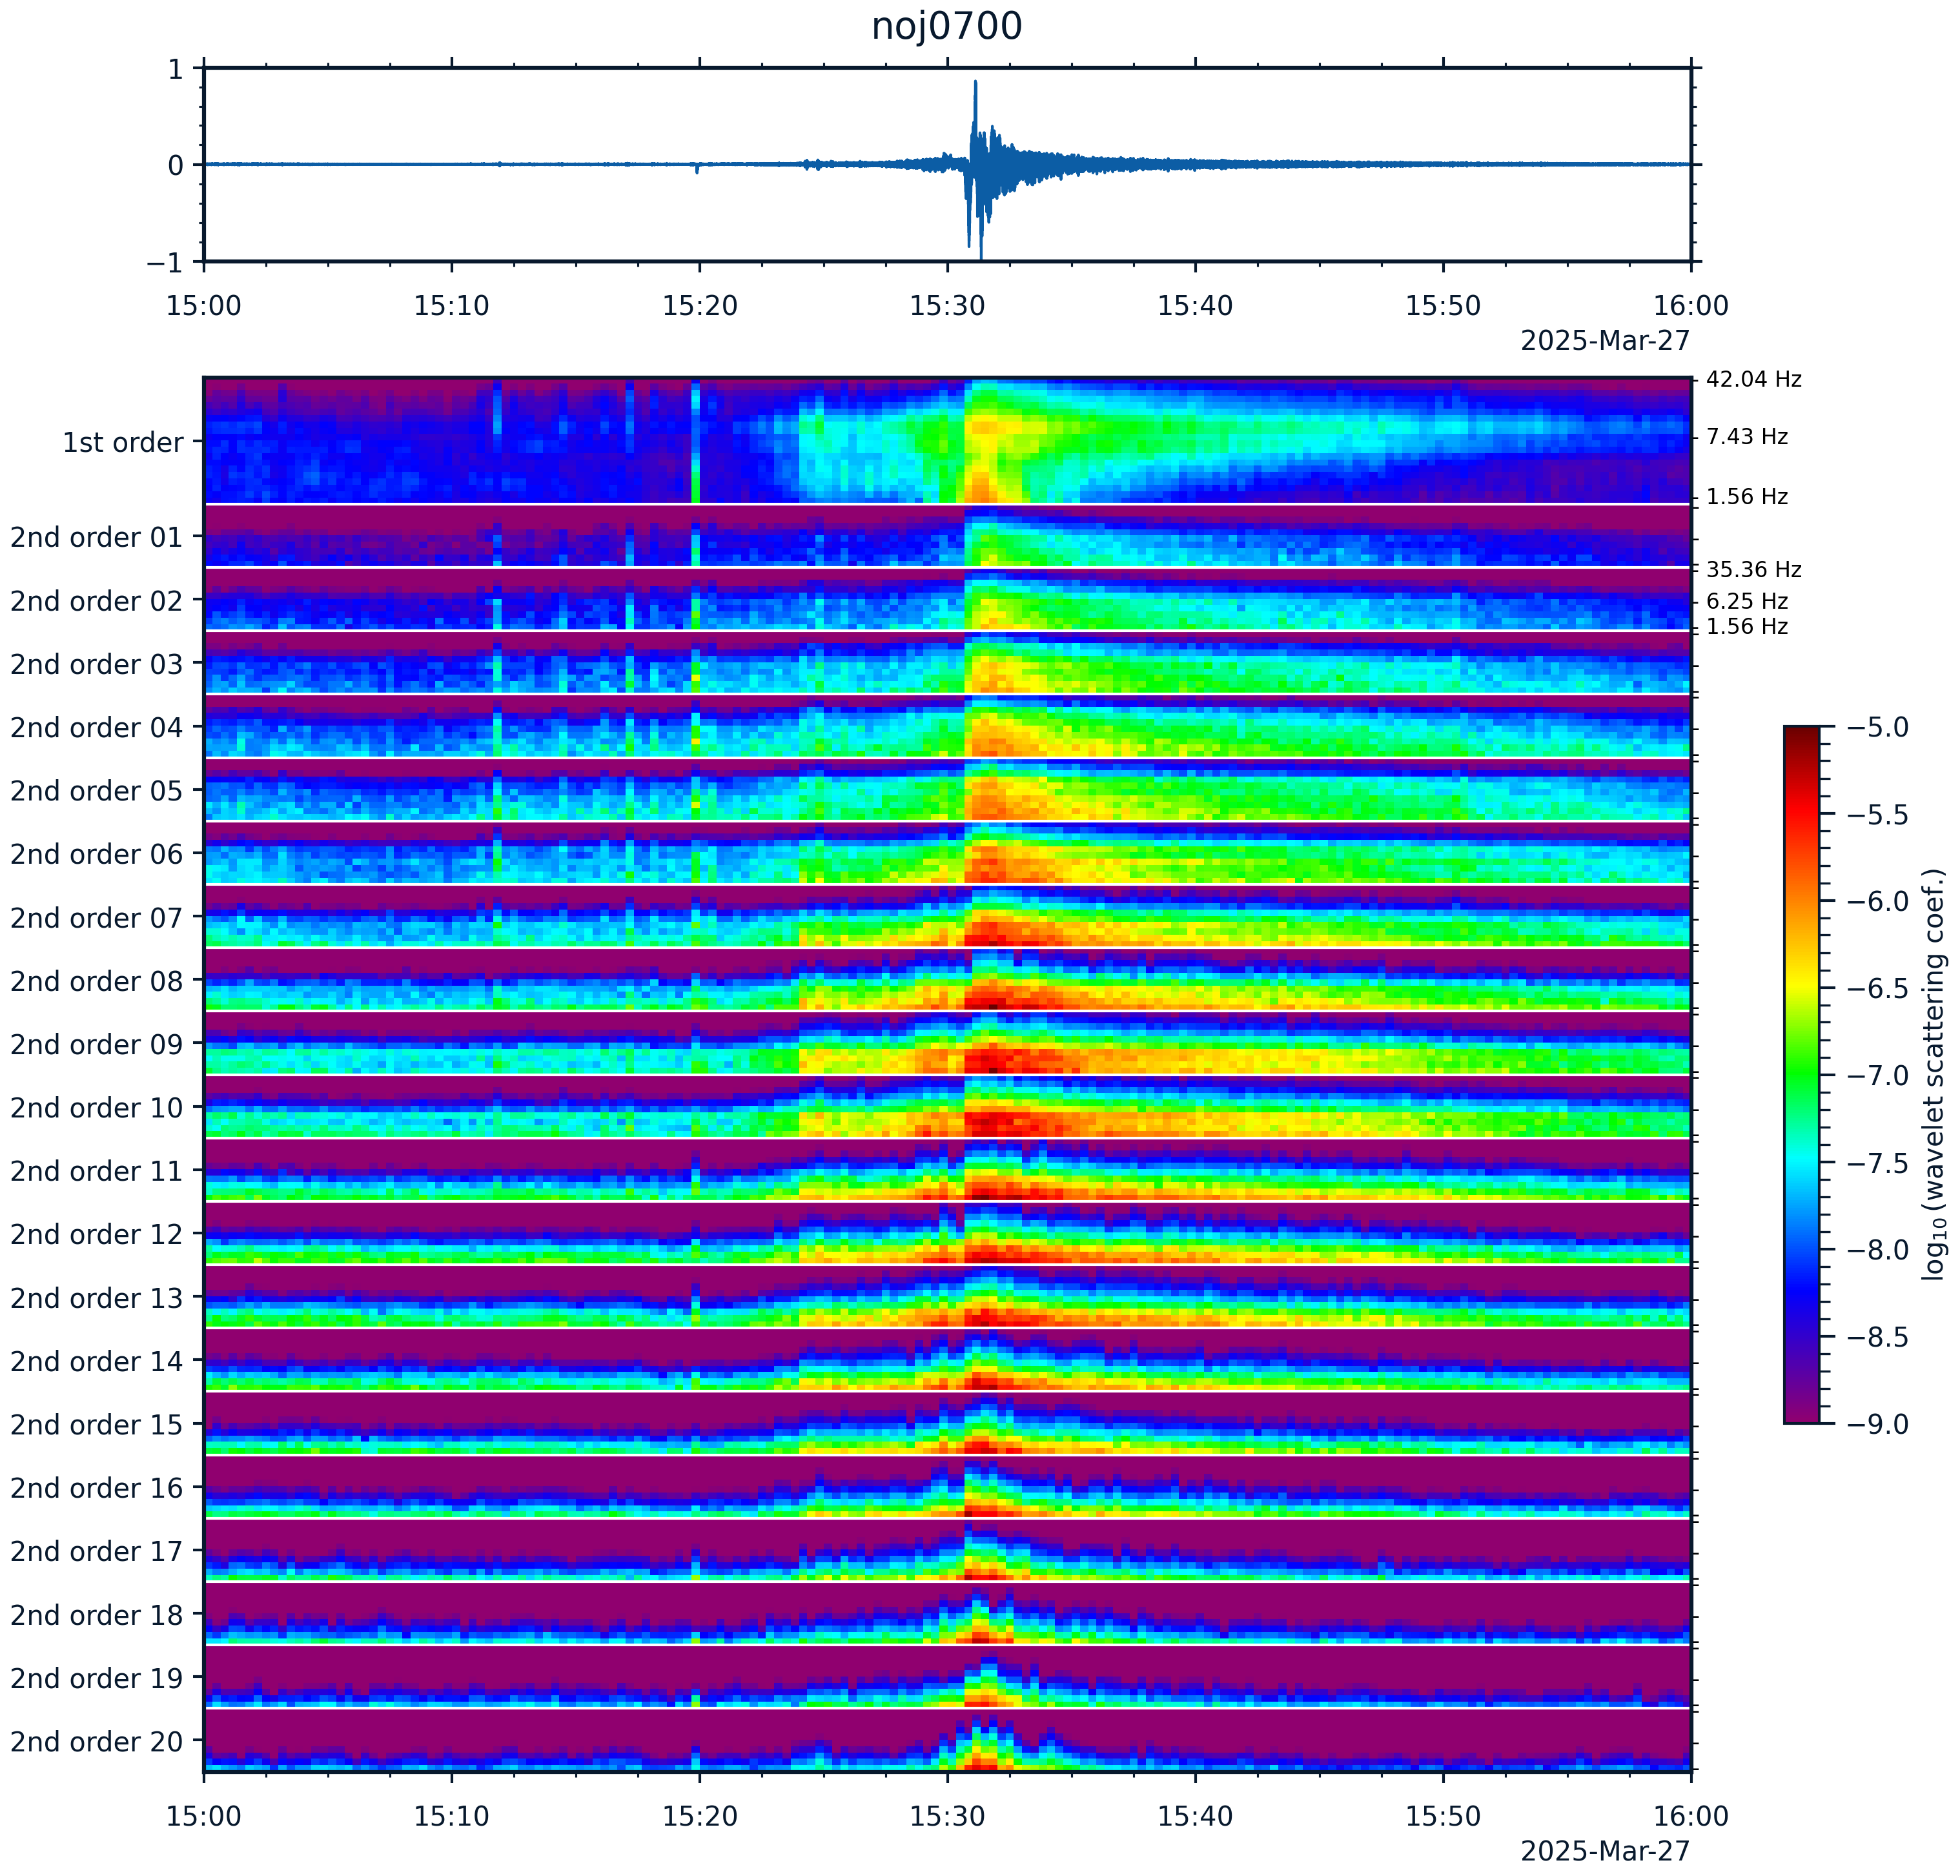 noj0700
1
0
−1
15:00 15:10 15:20 15:30 15:40 15:50 16:00
2025-Mar-27
42.04 Hz
1st order
7.43 Hz
1.56 Hz
2nd order 01
35.36 Hz
2nd order 02
6.25 Hz
1.56 Hz
2nd order 03
2nd order 04
−5.0
2nd order 05
−5.5
2nd order 06
−6.0
2nd order 07
2nd order 08
−6.5
2nd order 09
−7.0
2nd order 10
−7.5
2nd order 11
2nd order 12
−8.0
2nd order 13
−8.5
2nd order 14
−9.0
2nd order 15
log₁₀(wavelet scattering coef.)
2nd order 16
2nd order 17
2nd order 18
2nd order 19
2nd order 20
15:00 15:10 15:20 15:30 15:40 15:50 16:00
2025-Mar-27